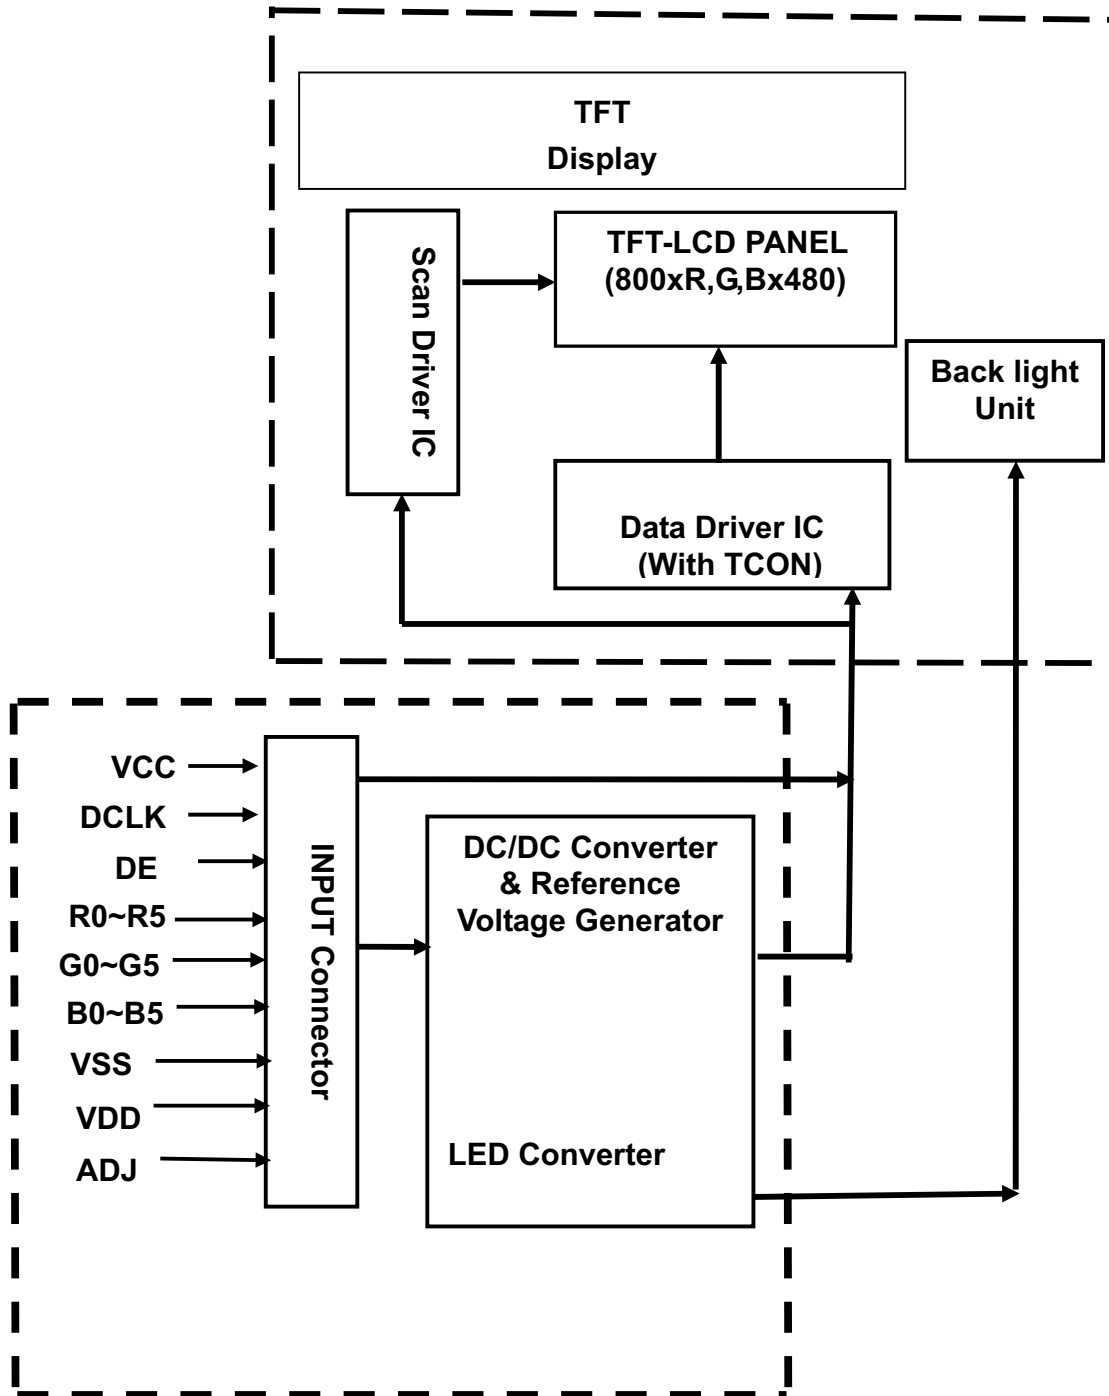 TFT
Display
Scan Driver IC
TFT-LCD PANEL
(800xR,G,Bx480)
Back light
Unit
Data Driver IC
(With TCON)
VCC
DCLK
DE
R0~R5
G0~G5
B0~B5
VSS
VDD
ADJ
INPUT Connector
DC/DC Converter
& Reference
Voltage Generator
LED Converter